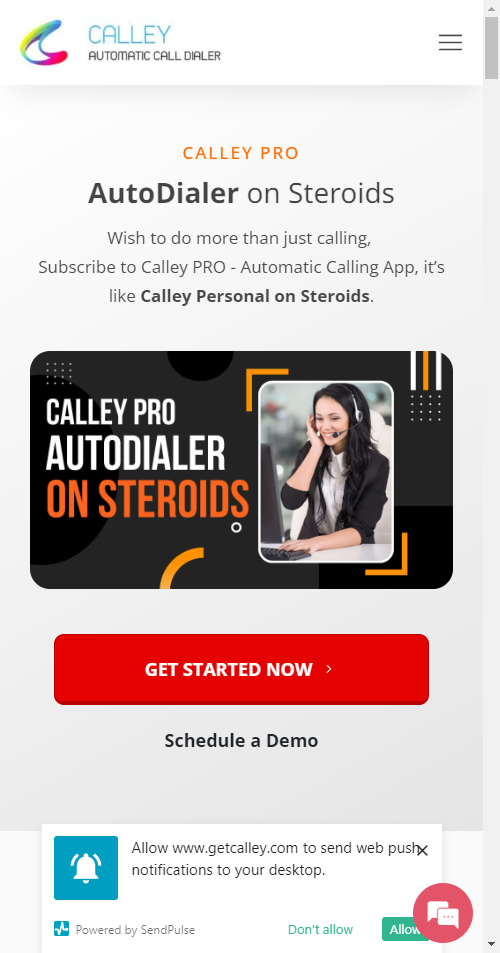 CALLEY
AUTOMATIC CALL DIALER
CALLEY PRO
AutoDialer on Steroids
Wish to do more than just calling,
Subscribe to Calley PRO - Automatic Calling App, it’s
like Calley Personal on Steroids.
CALLEY PRO
AUTODIALER
ON STEROIDS
GET STARTED NOW
Schedule a Demo
Allow www.getcalley.com to send web push
notifications to your desktop.
Powered by SendPulse
Don't allow
Allow